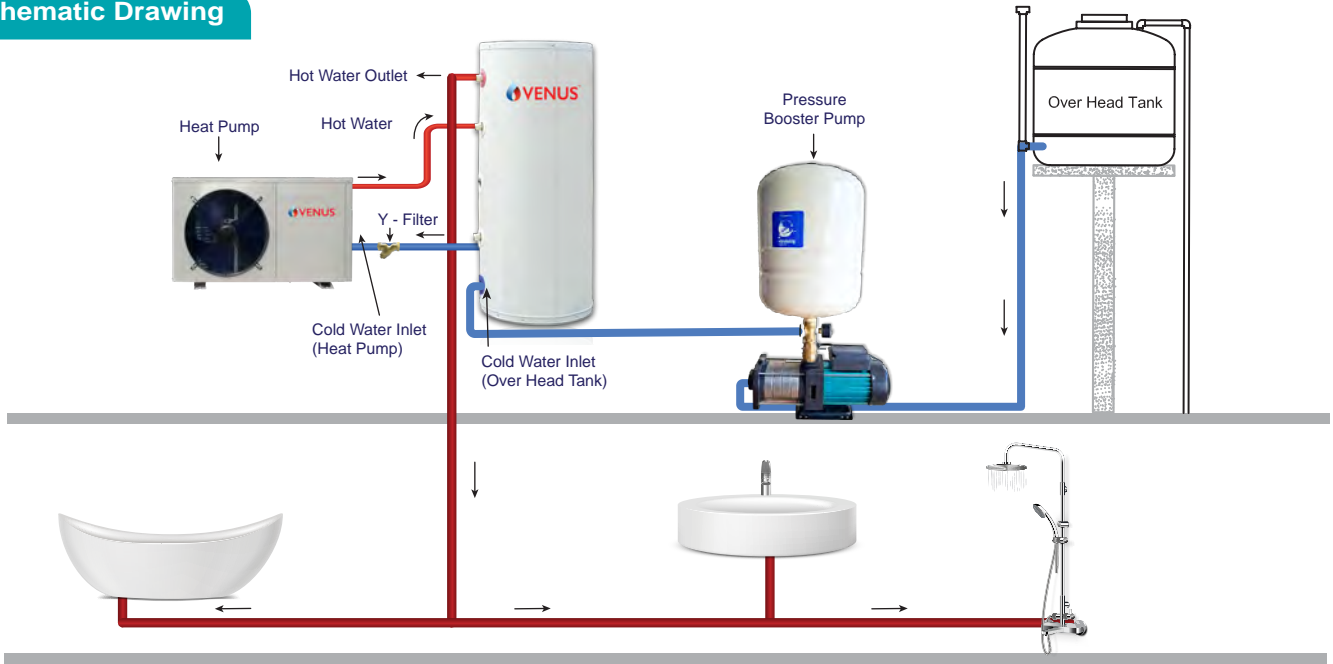 hematic Drawing
Hot Water Outlet
VENUS
Hot Water
Heat Pump
Pressure
Booster Pump
Over Head Tank
VENUS
Y - Filter
Cold Water Inlet
(Heat Pump)
Cold Water Inlet
(Over Head Tank)